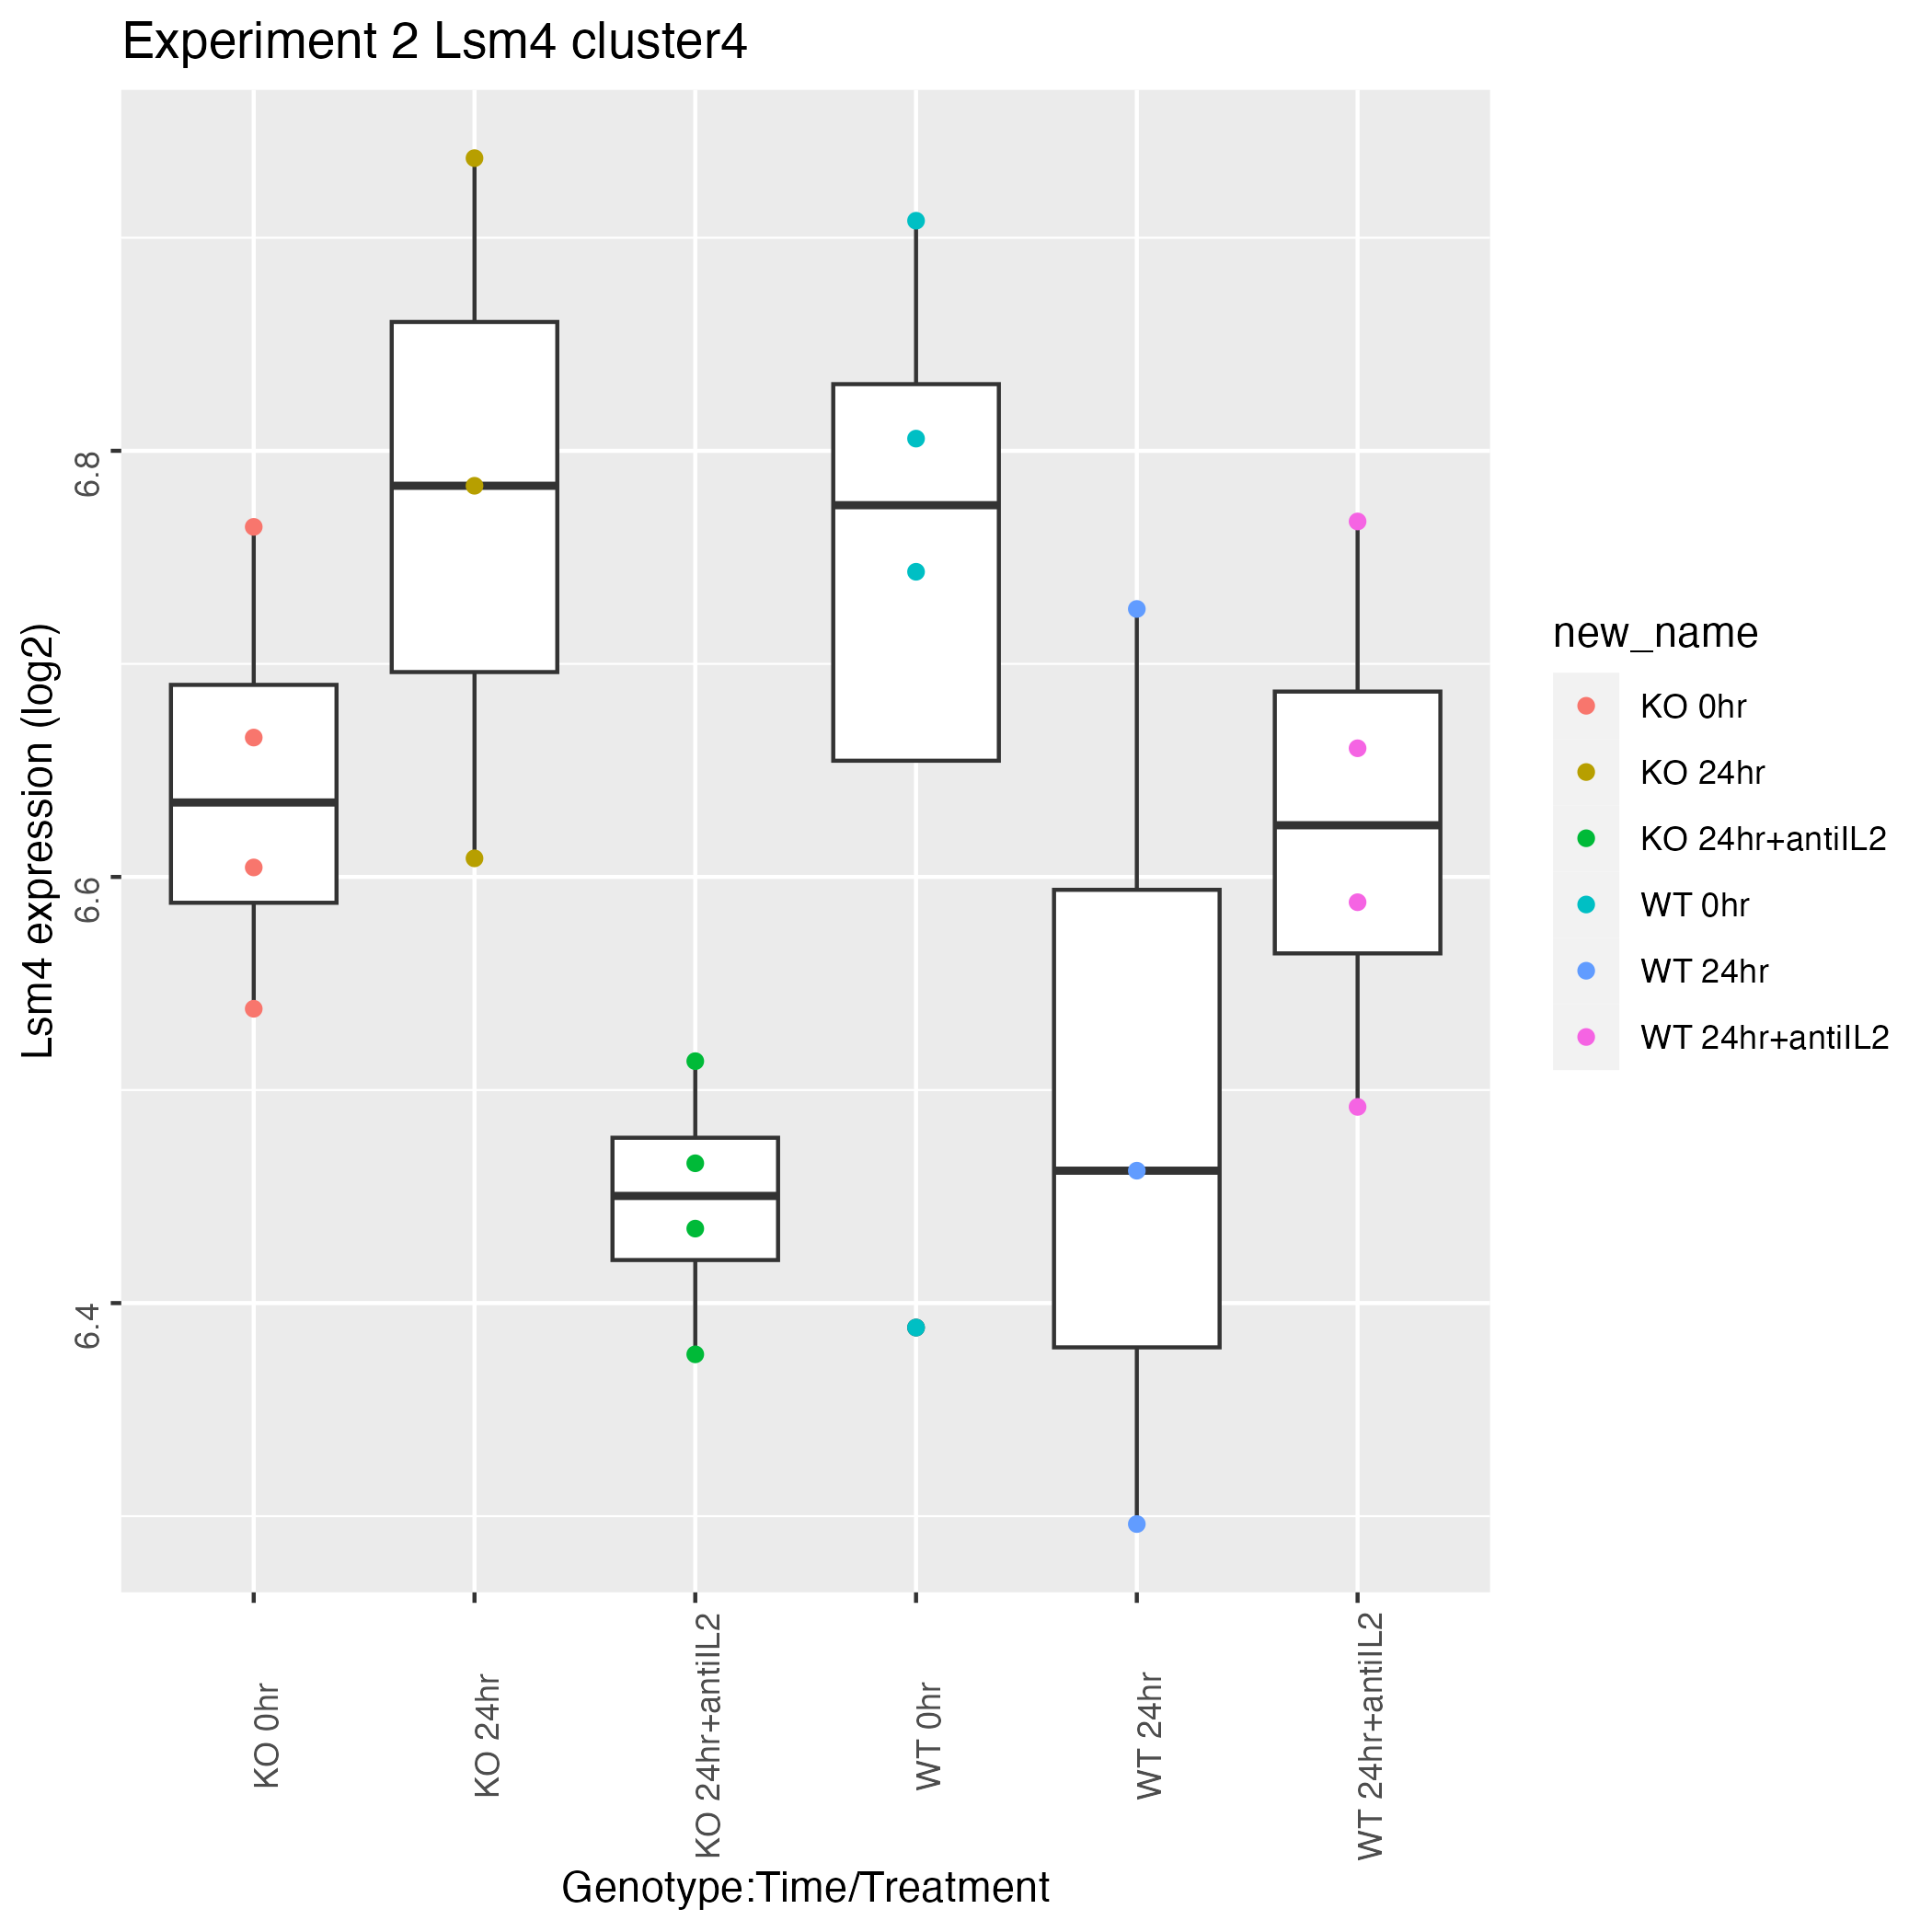 Experiment 2 Lsm4 cluster4
Lsm4 expression (log2)
6.8
6.6
6.4
KO 0hr
KO 24hr
KO 24hr+antiIL2
WT 0hr
WT 24hr
WT 24hr+antiIL2
Genotype:Time/Treatment
new_name
KO 0hr
KO 24hr
KO 24hr+antiIL2
WT 0hr
WT 24hr
WT 24hr+antiIL2